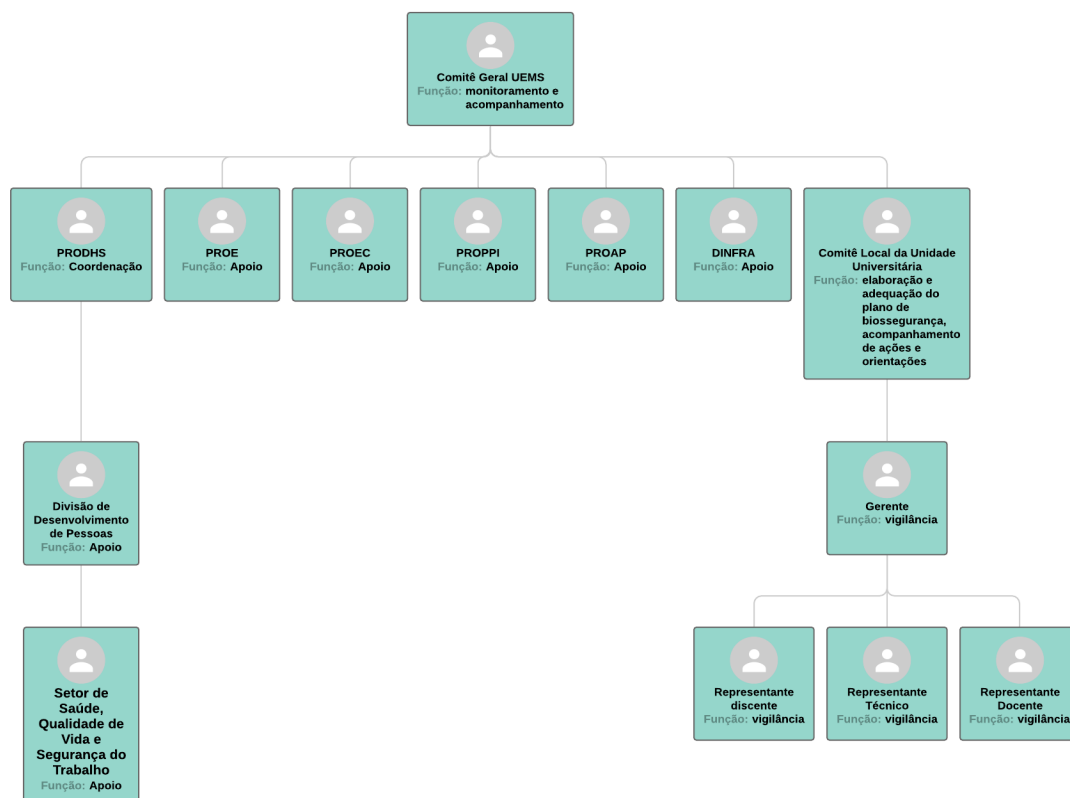 Comitê Geral UEMS
Função: monitoramento e
acompanhamento
PRODHS
Função: Coordenação
PROE
Função: Apoio
PROEC
Função: Apoio
PROPPI
Função: Apoio
PROAP
Função: Apoio
DINFRA
Função: Apoio
Comitê Local da Unidade
Universitária
Função: elaboração e
adequação do
plano de
biossegurança,
acompanhamento
de ações e
orientações
Divisão de
Desenvolvimento
de Pessoas
Função: Apoio
Gerente
Função: vigilância
Setor de
Saúde,
Qualidade de
Vida e
Segurança do
Trabalho
Função: Apoio
Representante
discente
Função: vigilância
Representante
Técnico
Função: vigilância
Representante
Docente
Função: vigilância